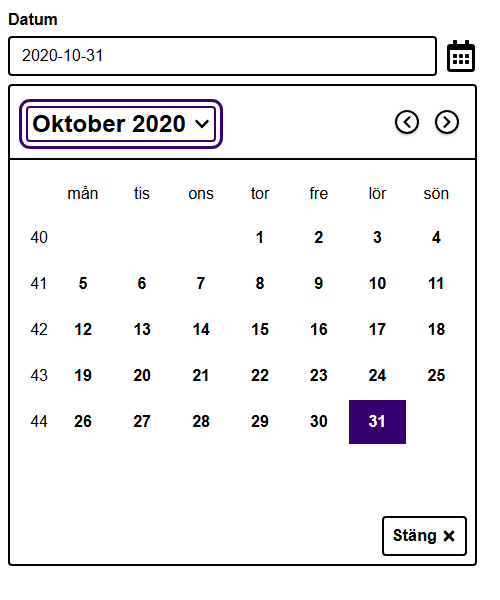 Datum
2020-10-31
Oktober 2020
mån tis ons tor fre lör sön
40 1 2 3 4
41 5 6 7 8 9 10 11
42 12 13 14 15 16 17 18
43 19 20 21 22 23 24 25
44 26 27 28 29 30 31
Stäng